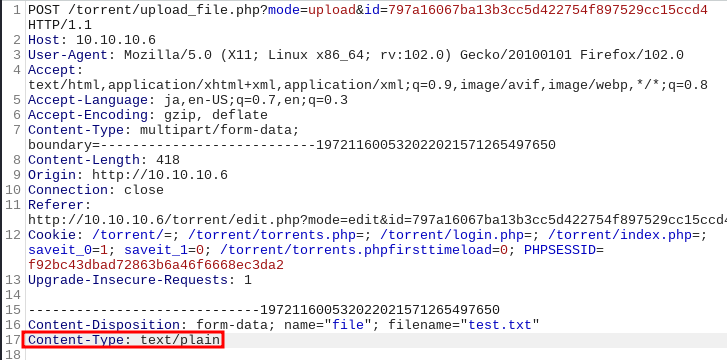 1 POST /torrent/upload_file.php?mode=upload&id=797a16067ba13b3cc5d422754f897529cc15ccd4
HTTP/1.1
2 Host: 10.10.10.6
3 User-Agent: Mozilla/5.0 (X11; Linux x86_64; rv:102.0) Gecko/20100101 Firefox/102.0
4 Accept:
text/html,application/xhtml+xml,application/xml;q=0.9,image/avif,image/webp,*/*;q=0.8
5 Accept-Language: ja,en-US;q=0.7,en;q=0.3
6 Accept-Encoding: gzip, deflate
7 Content-Type: multipart/form-data;
boundary=---------------------------197211600532022021571265497650
8 Content-Length: 418
9 Origin: http://10.10.10.6
10 Connection: close
11 Referer:
http://10.10.10.6/torrent/edit.php?mode=edit&id=797a16067ba13b3cc5d422754f897529cc15ccd4
12 Cookie: /torrent/=; /torrent/torrents.php=; /torrent/login.php=; /torrent/index.php=;
saveit_0=1; saveit_1=0; /torrent/torrents.phpfirsttimeload=0; PHPSESSID=
f92bc43dbad72863b6a46f6668ec3da2
13 Upgrade-Insecure-Requests: 1
14
15 -----------------------------197211600532022021571265497650
16 Content-Disposition: form-data; name="file"; filename="test.txt"
17 Content-Type: text/plain
18